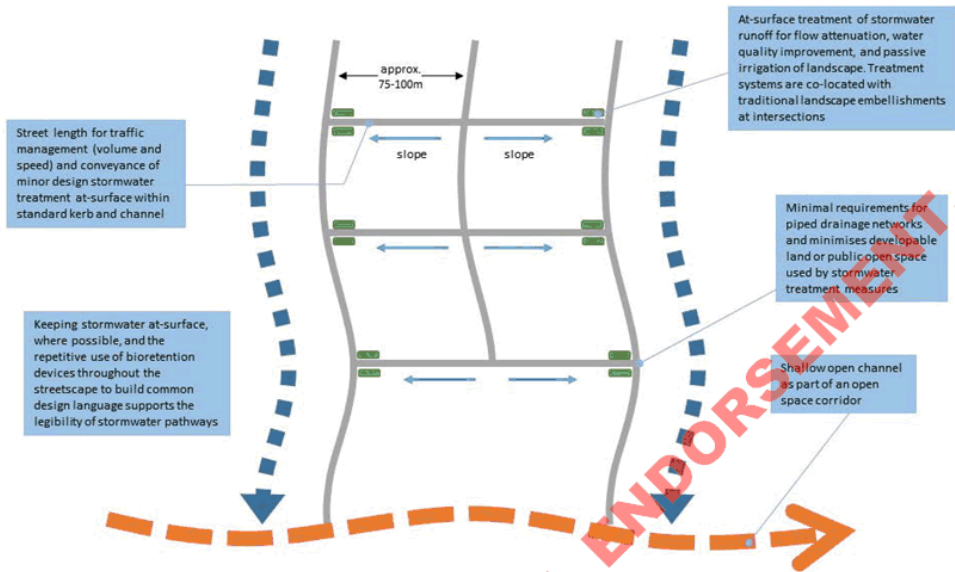 At-surface treatment of stormwater
runoff for flow attenuation, water
quality improvement, and passive
irrigation of landscape. Treatment
systems are co-located with
traditional landscape embellishments
at intersections
approx.
75-100m
Street length for traffic
management (volume and
speed) and conveyance of
minor design stormwater
treatment at-surface within
standard kerb and channel
slope
slope
Minimal requirements for
piped drainage networks
and minimises developable
land or public open space
used by stormwater
treatment measures
Keeping stormwater at-surface,
where possible, and the
repetitive use of bioretention
devices throughout the
streetscape to build common
design language supports the
legibility of stormwater pathways
Shallow open channel
as part of an open
space corridor
ENDORSEMENT